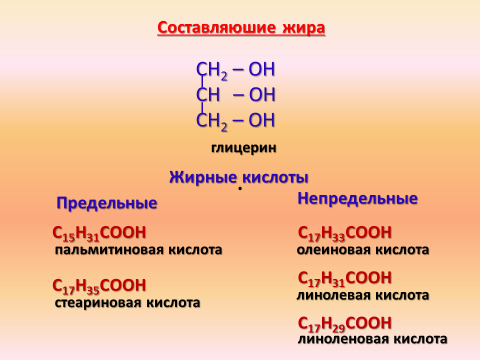 Составляюшие жира
CH₂ – OH
CH – OH
CH₂ – OH
глицерин
Жирные кислоты
Предельные
C₁₅H₃₁COOH
пальмитиновая кислота
C₁₇H₃₅COOH
стеариновая кислота
Непредельные
C₁₇H₃₃COOH
олеиновая кислота
C₁₇H₃₁COOH
линолевая кислота
C₁₇H₂₉COOH
линоленовая кислота